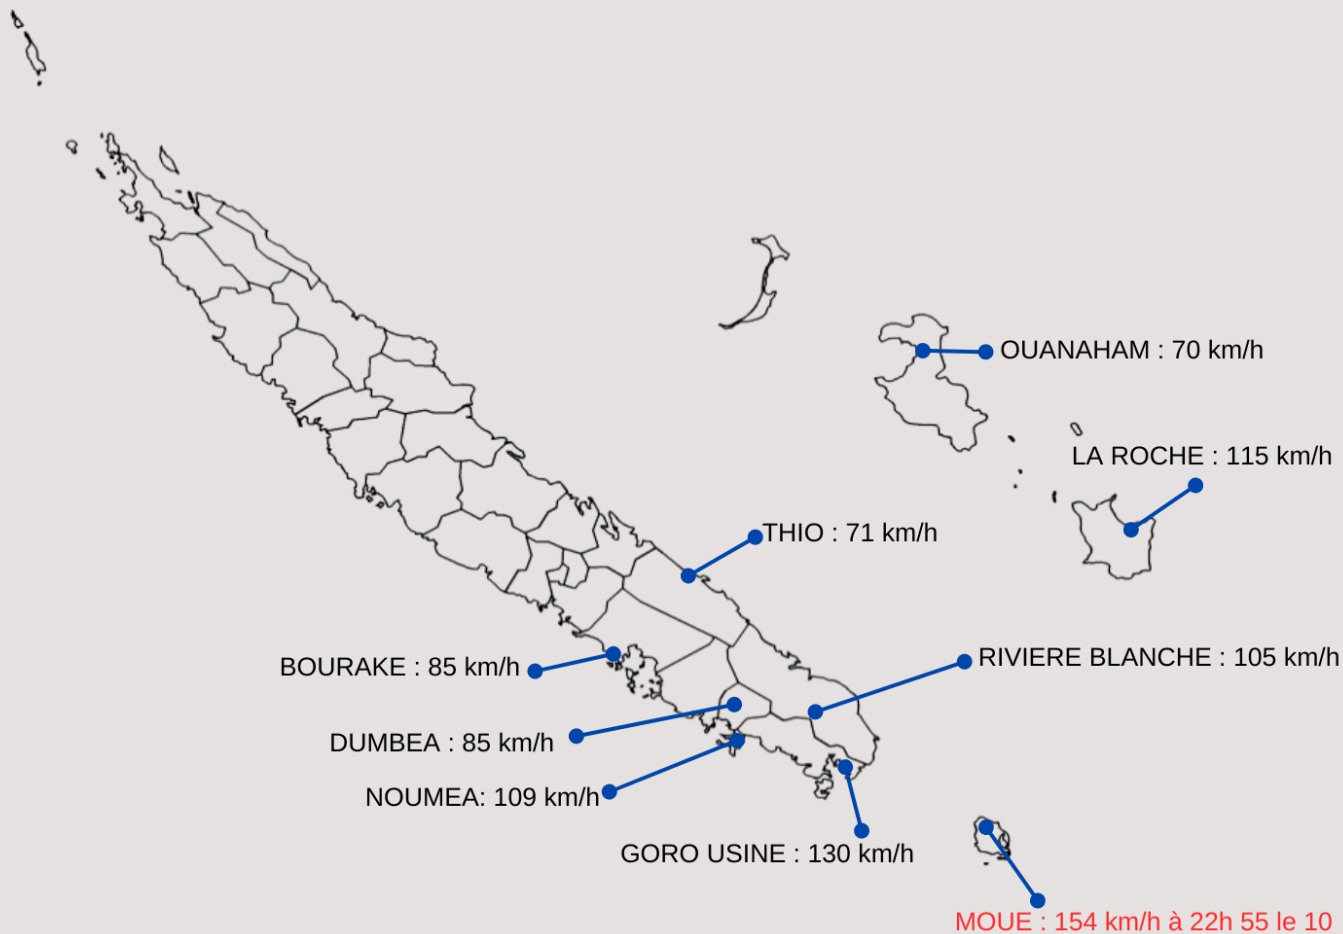 OUANAHAM : 70 km/h
LA ROCHE : 115 km/h
THIO : 71 km/h
BOURAKE : 85 km/h
RIVIERE BLANCHE : 105 km/h
DUMBEA : 85 km/h
NOUMEA: 109 km/h
GORO USINE : 130 km/h
MOUE : 154 km/h à 22h 55 le 10